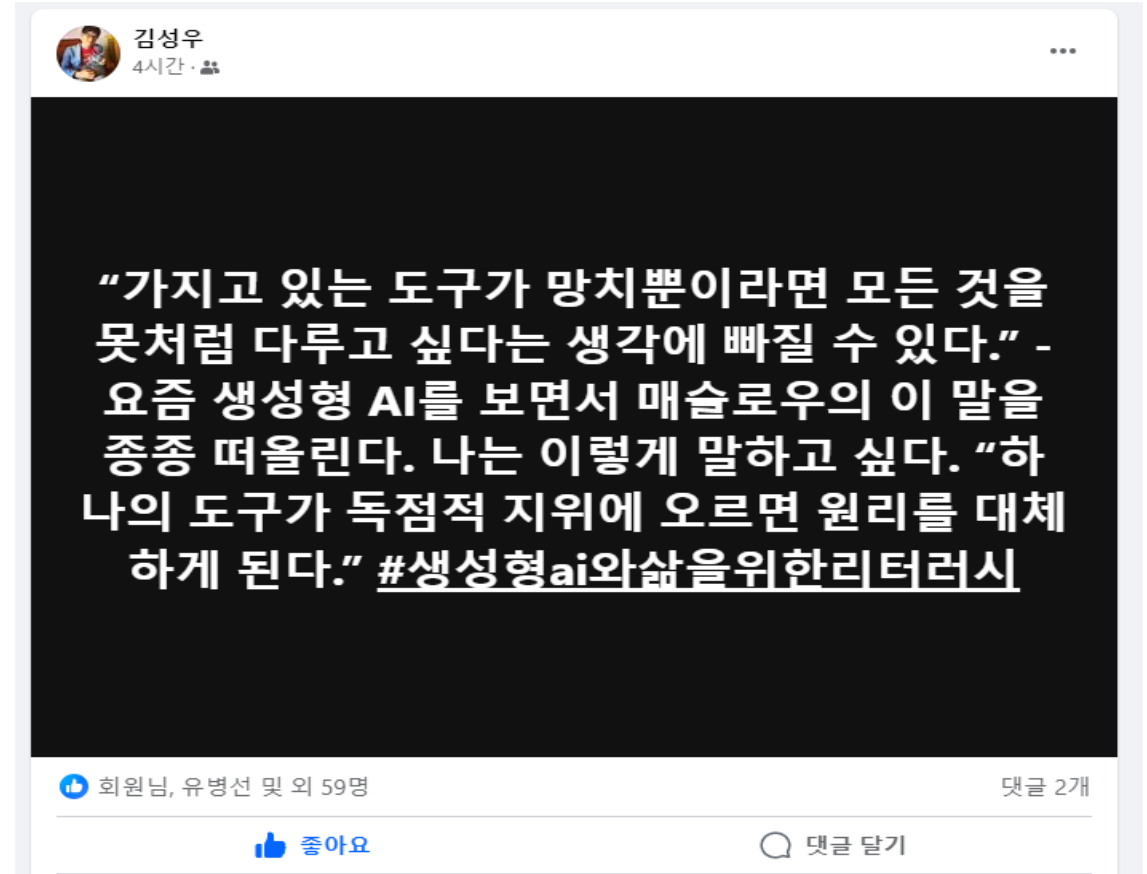 김성우
4시간 ·
“가지고 있는 도구가 망치뿐이라면 모든 것을
못처럼 다루고 싶다는 생각에 빠질 수 있다.” -
요즘 생성형 AI를 보면서 매슬로우의 이 말을
종종 떠올린다. 나는 이렇게 말하고 싶다. “하
나의 도구가 독점적 지위에 오르면 원리를 대체
하게 된다.” #생성형ai와삶을위한리터러시
회원님, 유병선 및 외 59명
댓글 2개
좋아요
댓글 달기